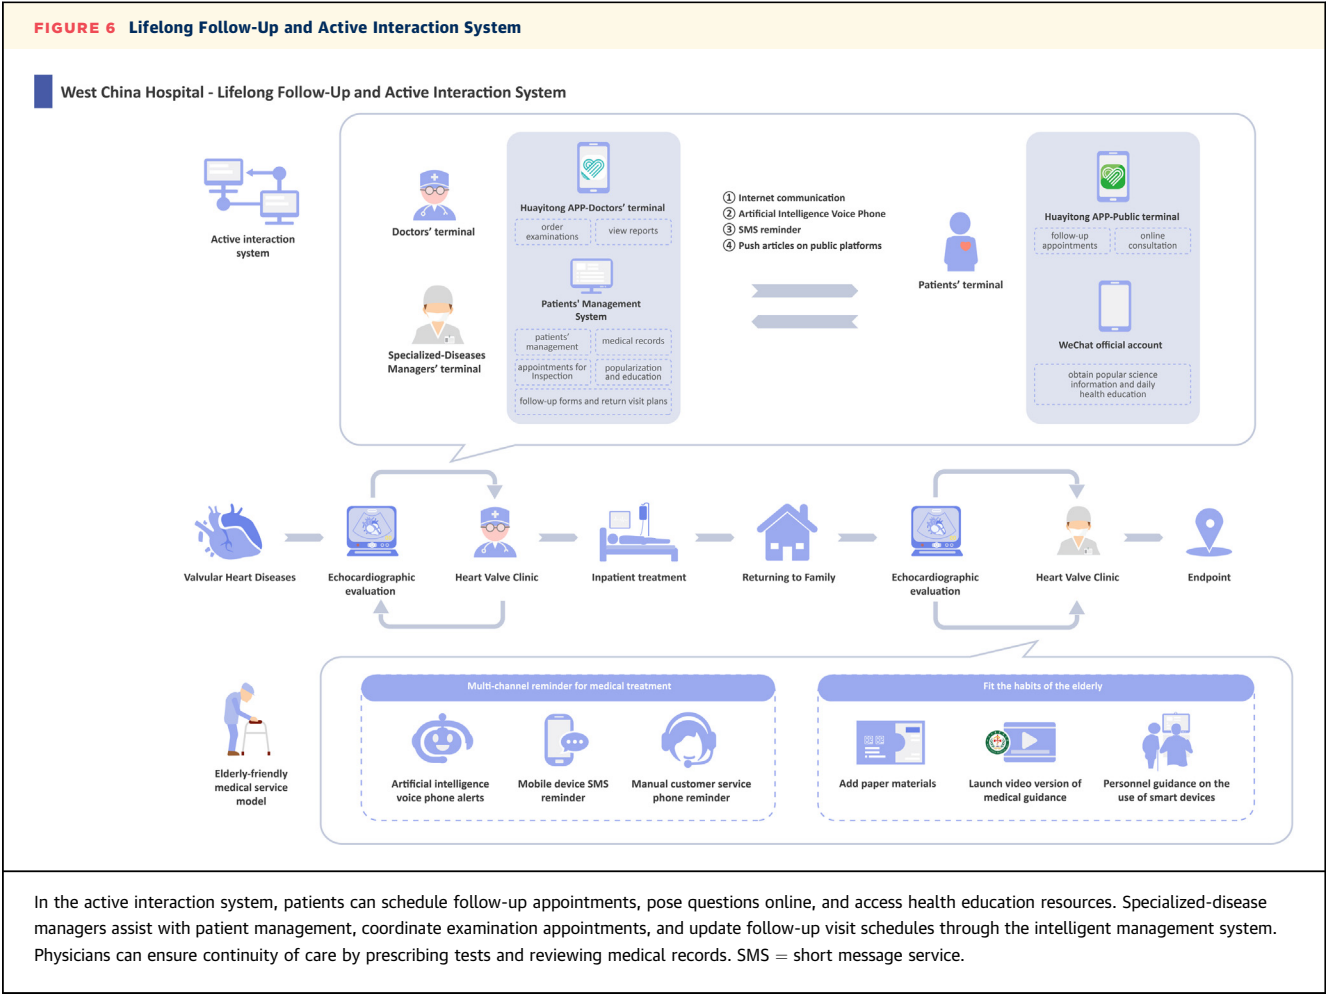 FIGURE 6 Lifelong Follow-Up and Active Interaction System
West China Hospital - Lifelong Follow-Up and Active Interaction System
Active interaction
system
Doctors' terminal
Specialized-Diseases
Managers' terminal
Huayitong APP-Doctors' terminal
order
examinations
view reports
Patients' Management
System
patients'
management
medical records
appointments for
Inspection
popularization
and education
follow-up forms and return visit plans
① Internet communication
② Artificial Intelligence Voice Phone
③ SMS reminder
④ Push articles on public platforms
Patients' terminal
Huayitong APP-Public terminal
follow-up
appointments
online
consultation
WeChat official account
obtain popular science
information and daily
health education
Valvular Heart Diseases
Echocardiographic
evaluation
Heart Valve Clinic
Inpatient treatment
Returning to Family
Echocardiographic
evaluation
Heart Valve Clinic
Endpoint
Elderly-friendly
medical service
model
Multi-channel reminder for medical treatment
Artificial intelligence
voice phone alerts
Mobile device SMS
reminder
Manual customer service
phone reminder
Fit the habits of the elderly
Add paper materials
Launch video version of
medical guidance
Personnel guidance on the
use of smart devices
In the active interaction system, patients can schedule follow-up appointments, pose questions online, and access health education resources. Specialized-disease
managers assist with patient management, coordinate examination appointments, and update follow-up visit schedules through the intelligent management system.
Physicians can ensure continuity of care by prescribing tests and reviewing medical records. SMS = short message service.